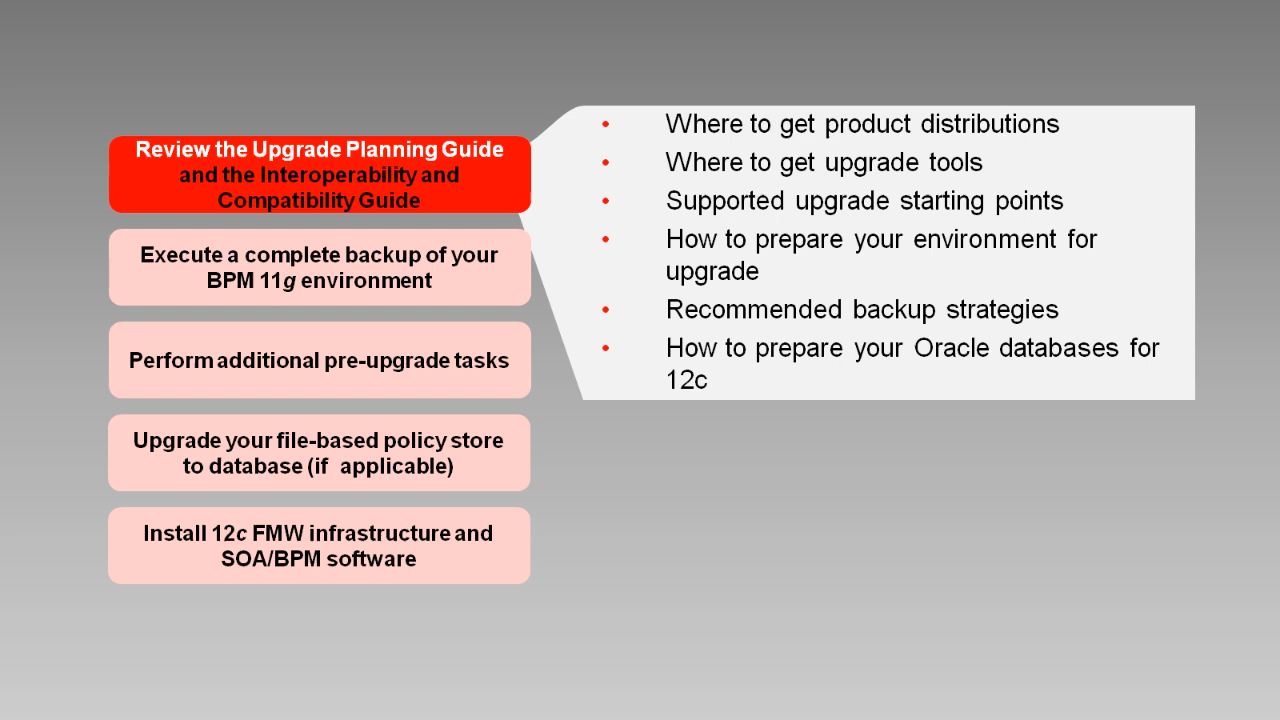 Review the Upgrade Planning Guide
and the Interoperability and
Compatibility Guide
Execute a complete backup of your
BPM 11g environment
Perform additional pre-upgrade tasks
Upgrade your file-based policy store
to database (if applicable)
Install 12c FMW infrastructure and
SOA/BPM software
• Where to get product distributions
• Where to get upgrade tools
• Supported upgrade starting points
• How to prepare your environment for
upgrade
• Recommended backup strategies
• How to prepare your Oracle databases for
12c